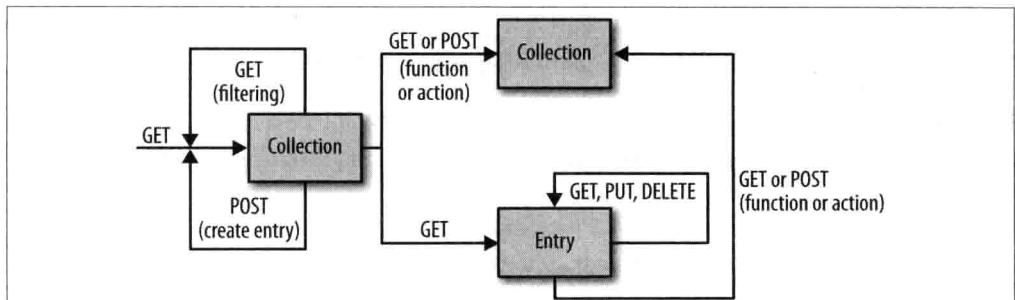 GET
(filtering)
GET
Collection
POST
(create entry)
GET or POST
(function
or action)
Collection
GET
GET, PUT, DELETE
Entry
GET or POST
(function or action)